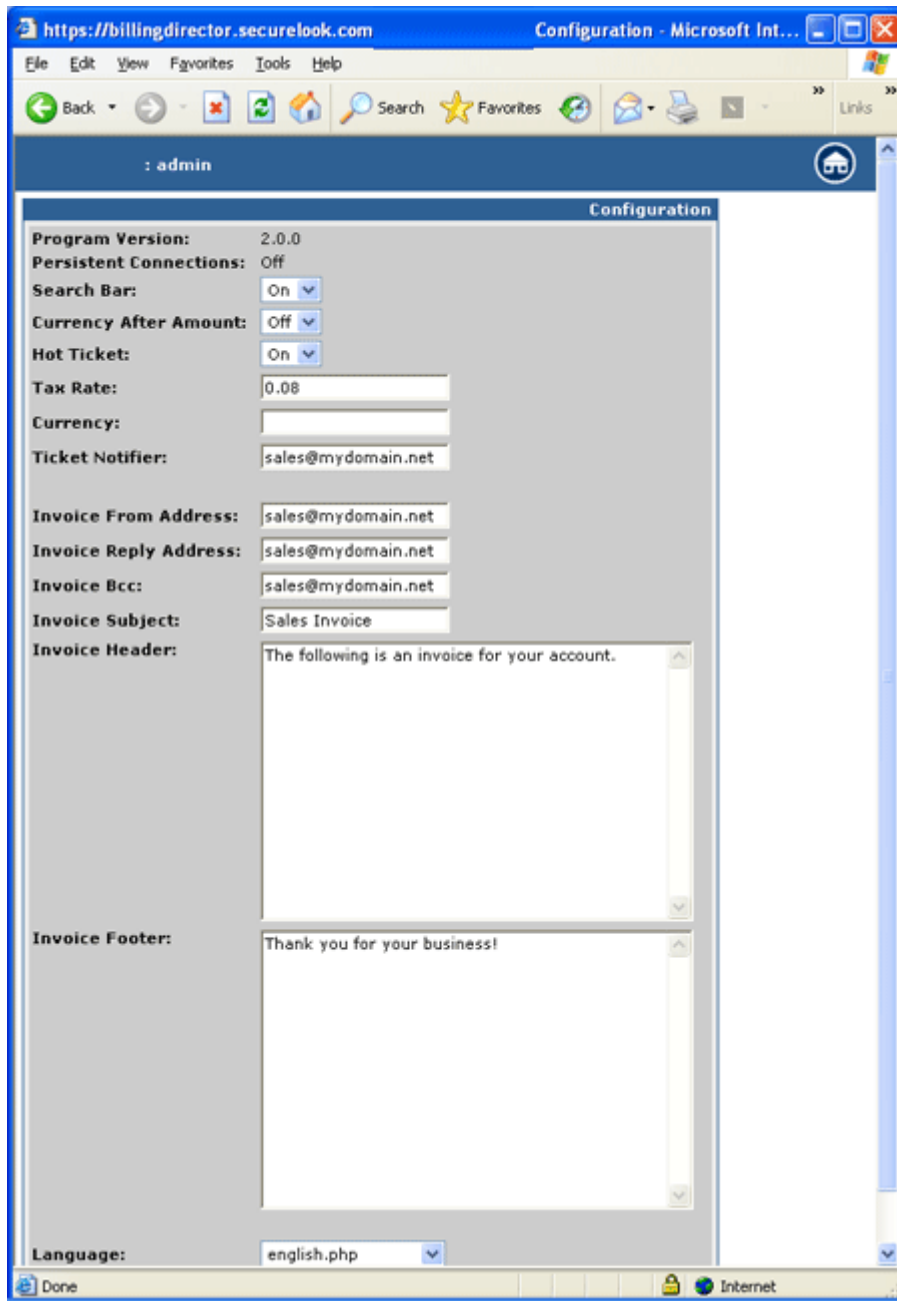 https://billingdirector.securelook.com Configuration - Microsoft Int...
File Edit View Favorites Tools Help
Back Search Favorites Links
: admin
Configuration
Program Version: 2.0.0
Persistent Connections: Off
Search Bar: On
Currency After Amount: Off
Hot Ticket: On
Tax Rate: 0.08
Currency:
Ticket Notifier: sales@mydomain.net
Invoice From Address: sales@mydomain.net
Invoice Reply Address: sales@mydomain.net
Invoice Bcc: sales@mydomain.net
Invoice Subject: Sales Invoice
Invoice Header: The following is an invoice for your account.
Invoice Footer: Thank you for your business!
Language: english.php
Done Internet